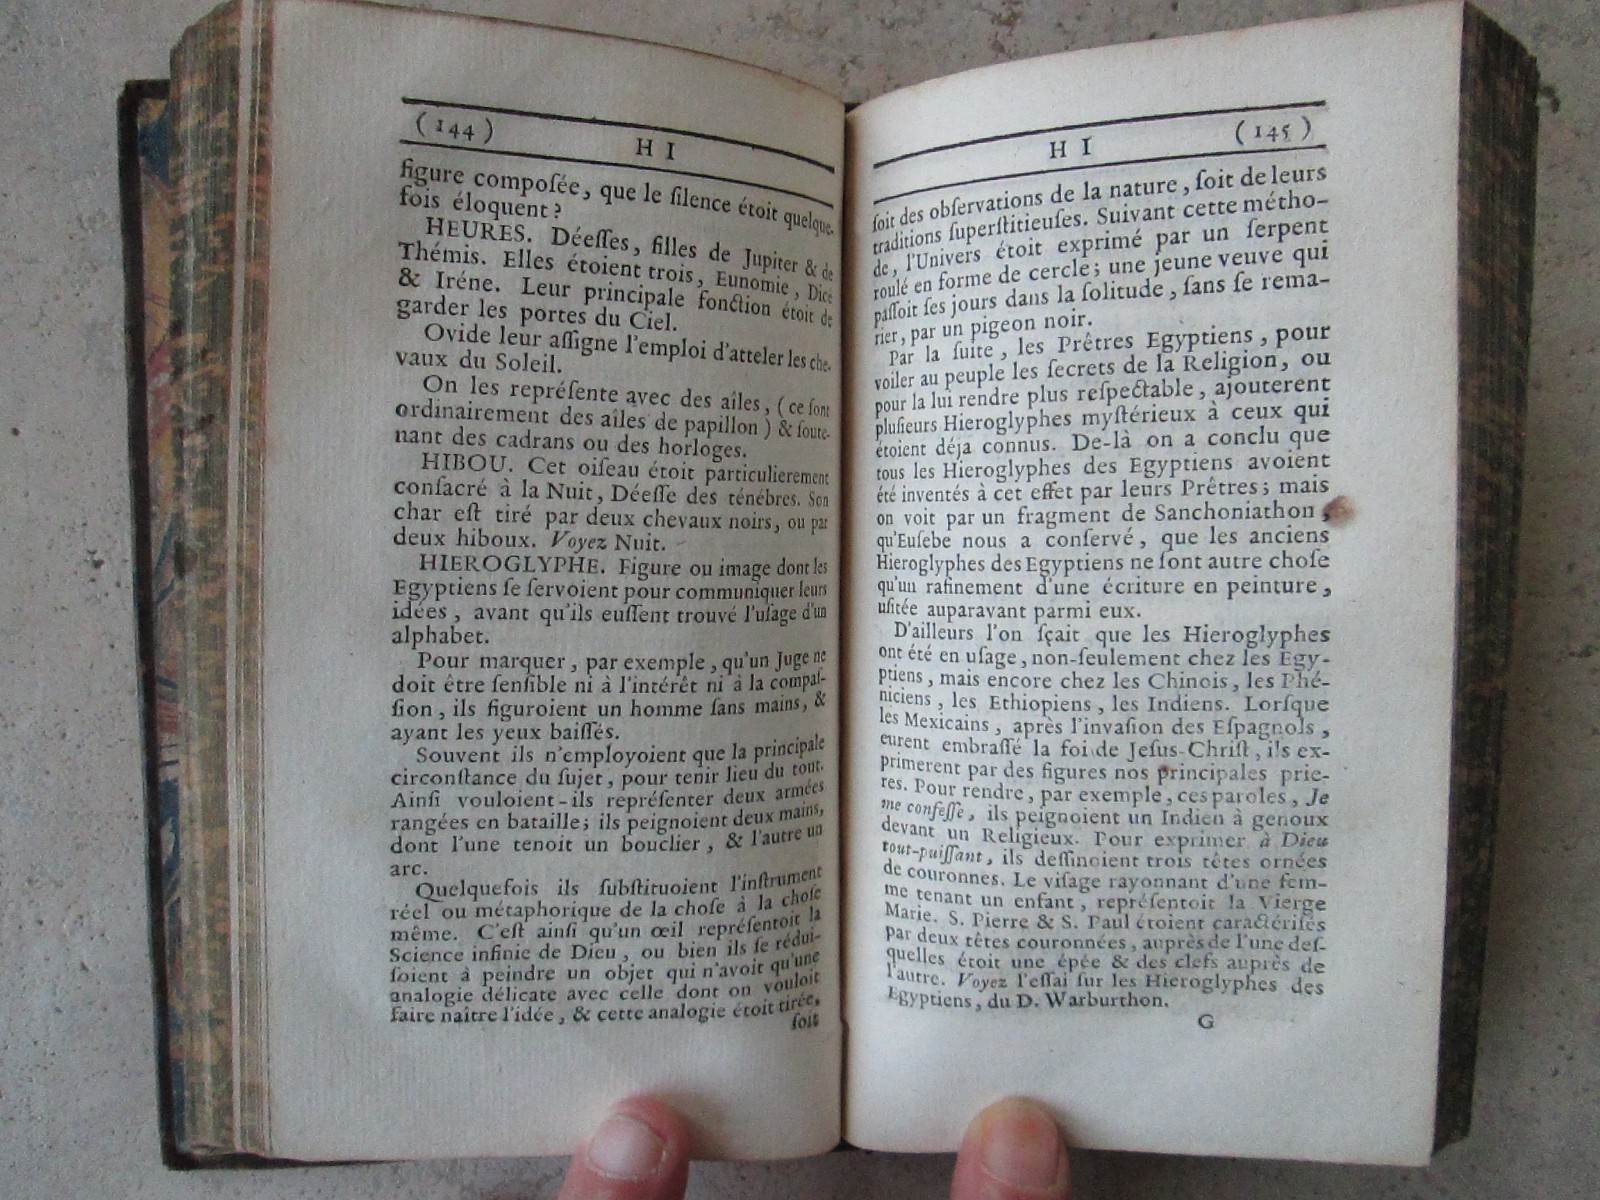 (144) H I
figure compoſée, que le ſilence étoit quelque-
fois éloquent?
HEURES. Déeſſes, filles de Jupiter & de
Thémis. Elles étoient trois, Eunomie, Dicé
& Iréne. Leur principale fonction étoit de
garder les portes du Ciel.
Ovide leur aſſigne l'emploi d'atteler les che-
vaux du Soleil.
On les repréſente avec des aîles, (ce ſont
ordinairement des aîles de papillon) & ſoute-
nant des cadrans ou des horloges.
HIBOU. Cet oiſeau étoit particulierement
conſacré à la Nuit, Déeſſe des ténébres. Son
char eſt tiré par deux chevaux noirs, ou par
deux hiboux. Voyez Nuit.
HIEROGLYPHE. Figure ou image dont les
Egyptiens ſe ſervoient pour communiquer leurs
idées, avant qu'ils euſſent trouvé l'uſage d'un
alphabet.
Pour marquer, par exemple, qu'un Juge ne
doit être ſenſible ni à l'intérêt ni à la compaſ-
ſion, ils figuroient un homme ſans mains, &
ayant les yeux baiſſés.
Souvent ils n'employoient que la principale
circonſtance du ſujet, pour tenir lieu du tout.
Ainſi vouloient-ils repréſenter deux armées
rangées en bataille; ils peignoient deux mains,
dont l'une tenoit un bouclier, & l'autre un
arc.
Quelquefois ils ſubſtituoient l'inſtrument
réel ou métaphorique de la choſe à la choſe
même. C'eſt ainſi qu'un œil repréſentoit la
Science infinie de Dieu, ou bien ils ſe rédui-
ſoient à peindre un objet qui n'avoit qu'une
analogie délicate avec celle dont on vouloit
faire naître l'idée, & cette analogie étoit tirée,
ſoit
H I (145)
ſoit des obſervations de la nature, ſoit de leurs
traditions ſuperſtitieuſes. Suivant cette métho-
de, l'Univers étoit exprimé par un ſerpent
roulé en forme de cercle; une jeune veuve qui
paſſoit ſes jours dans la ſolitude, ſans ſe rema-
rier, par un pigeon noir.
Par la ſuite, les Prêtres Egyptiens, pour
voiler au peuple les ſecrets de la Religion, ou
pour la lui rendre plus reſpectable, ajouterent
pluſieurs Hieroglyphes myſtérieux à ceux qui
étoient déja connus. De-là on a conclu que
tous les Hieroglyphes des Egyptiens avoient
été inventés à cet effet par leurs Prêtres; mais
on voit par un fragment de Sanchoniathon,
qu'Euſebe nous a conſervé, que les anciens
Hieroglyphes des Egyptiens ne ſont autre choſe
qu'un rafinement d'une écriture en peinture,
uſitée auparavant parmi eux.
D'ailleurs l'on ſçait que les Hieroglyphes
ont été en uſage, non-ſeulement chez les Egy-
ptiens, mais encore chez les Chinois, les Phé-
niciens, les Ethiopiens, les Indiens. Lorſque
les Mexicains, après l'invaſion des Eſpagnols,
eurent embraſſé la foi de Jeſus-Chriſt, ils ex-
primerent par des figures nos principales prie-
res. Pour rendre, par exemple, ces paroles, Je
me confeſſe, ils peignoient un Indien à genoux
devant un Religieux. Pour exprimer à Dieu
tout-puiſſant, ils deſſinoient trois têtes ornées
de couronnes. Le viſage rayonnant d'une fem-
me tenant un enfant, repréſentoit la Vierge
Marie. S. Pierre & S. Paul étoient caractériſés
par deux têtes couronnées, auprès de l'une deſ-
quelles étoit une épée & des clefs auprès de
l'autre. Voyez l'eſſai ſur les Hieroglyphes des
Egyptiens, du D. Warburthon.
G